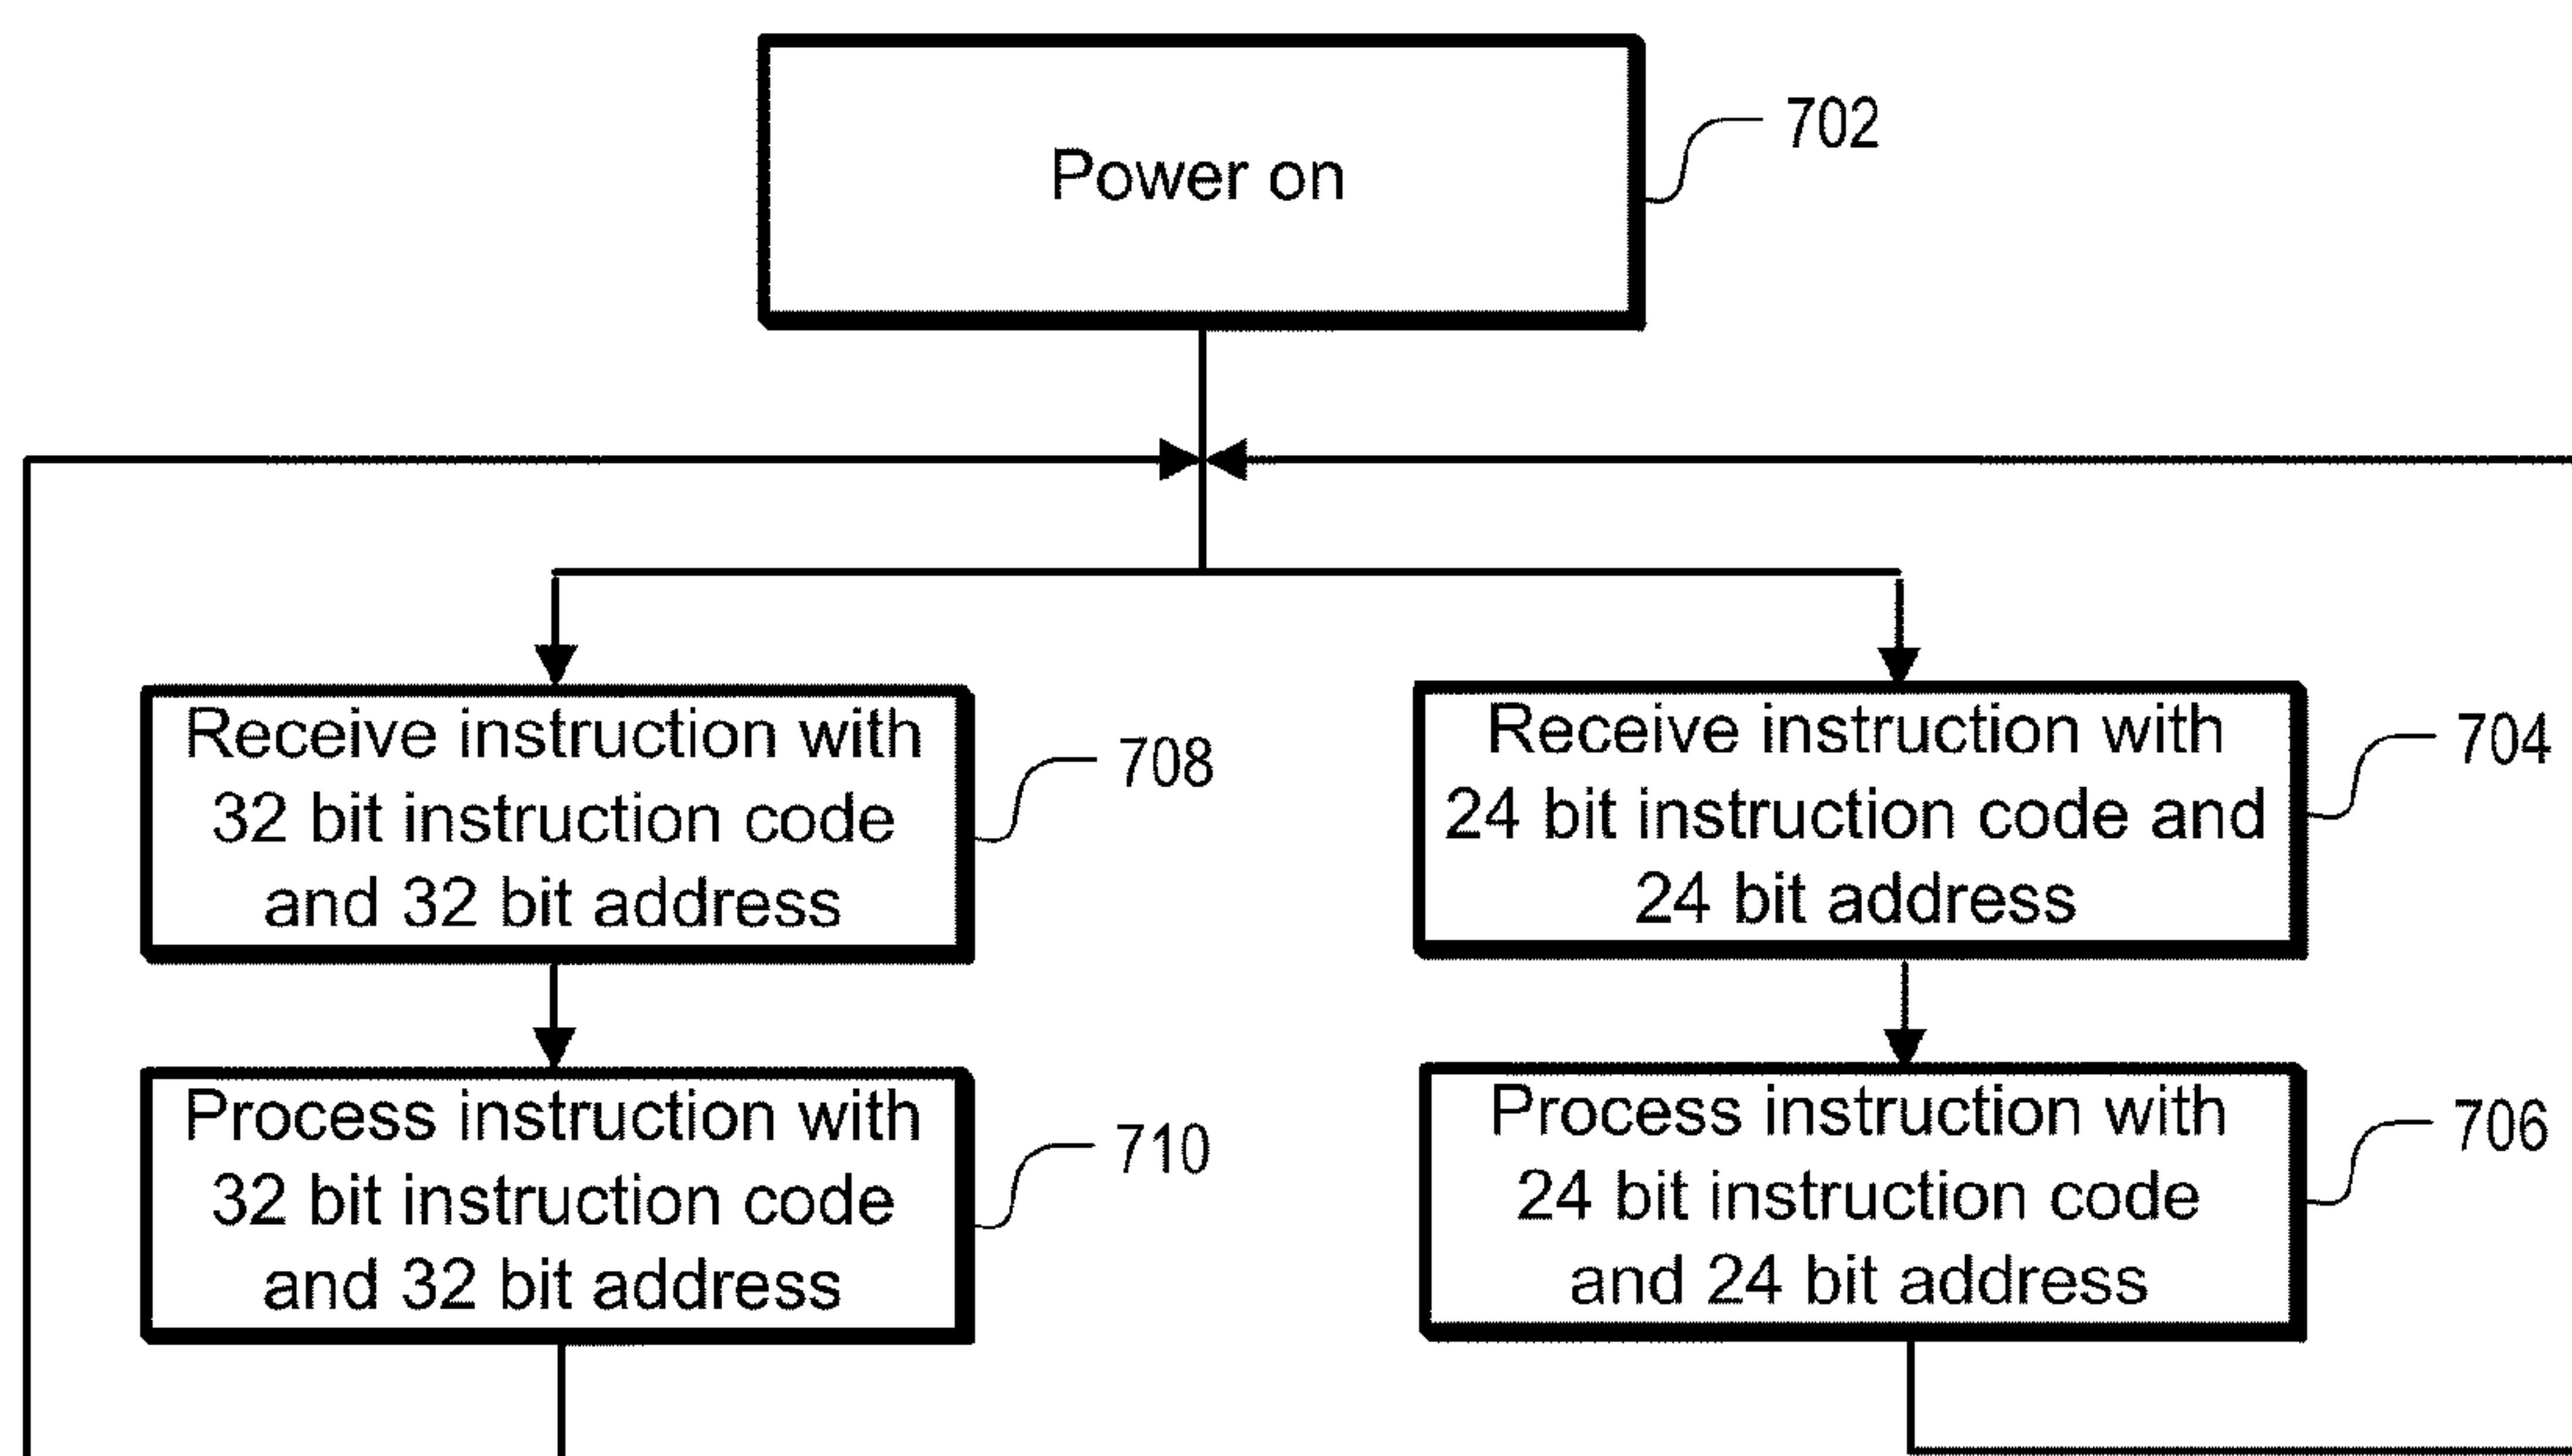 Power on
702
Receive instruction with
32 bit instruction code
and 32 bit address
708
Receive instruction with
24 bit instruction code and
24 bit address
704
Process instruction with
32 bit instruction code
and 32 bit address
710
Process instruction with
24 bit instruction code
and 24 bit address
706